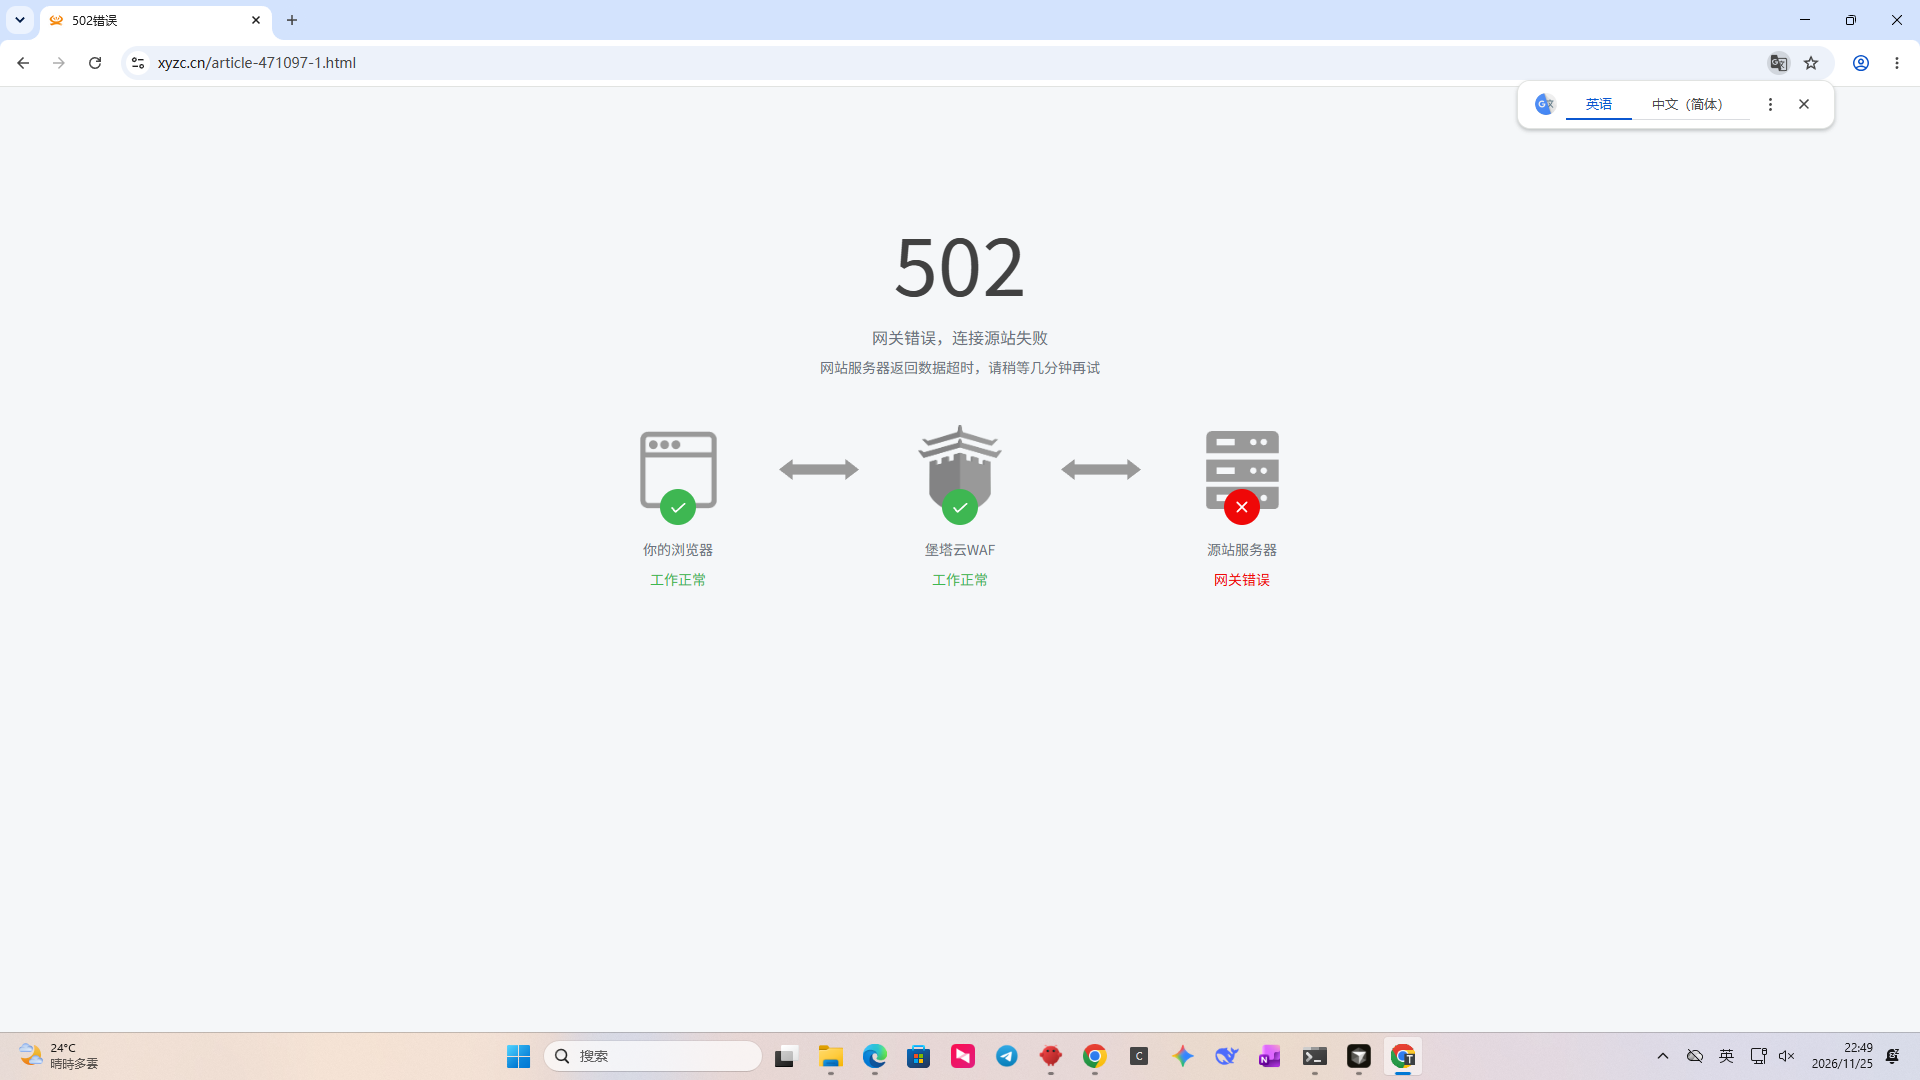 502错误
xyzc.cn/article-471097-1.html
英语
中文（简体）
502
网关错误，连接源站失败
网站服务器返回数据超时，请稍等几分钟再试
你的浏览器
堡塔云WAF
源站服务器
工作正常
工作正常
网关错误
24°C
晴時多雲
搜索
英
22:49
2026/11/25